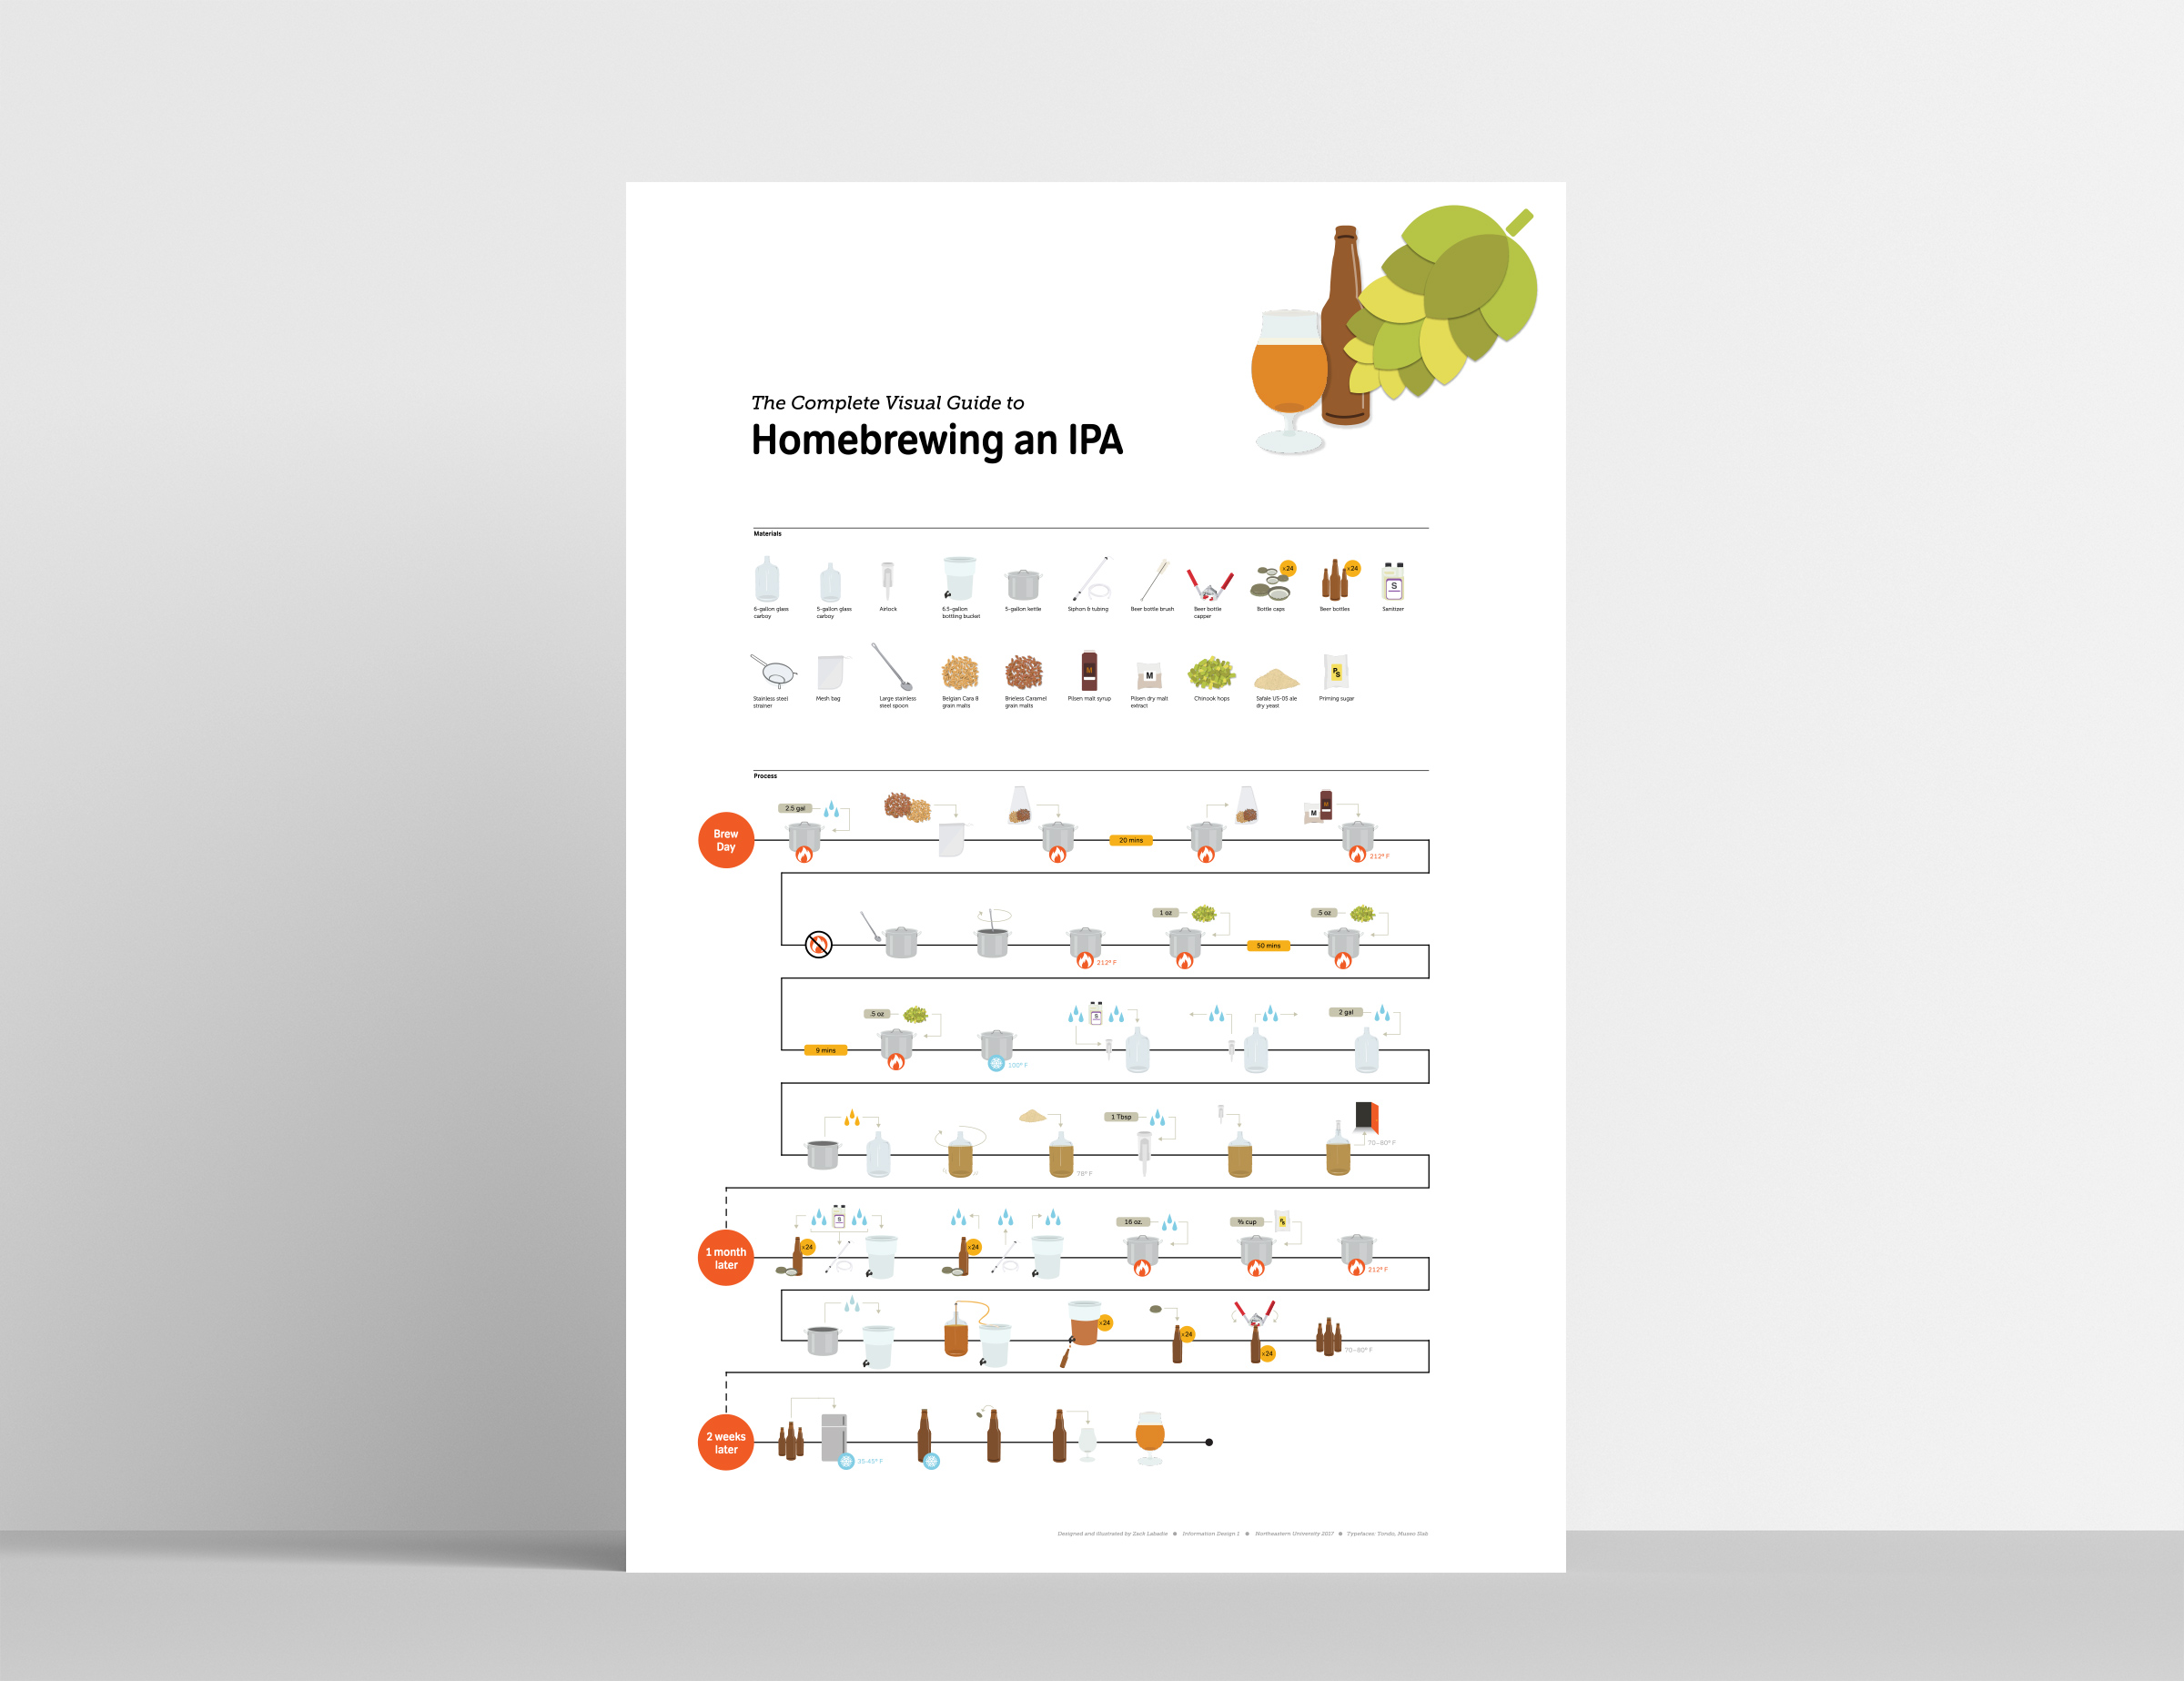 The Complete Visual Guide to
Homebrewing an IPA
Materials
6-gallon glass
carboy
5-gallon glass
carboy
Airlock
6.5-gallon
bottling bucket
5-gallon kettle
Siphon & tubing
Beer bottle brush
Beer bottle
capper
x24
Bottle caps
x24
Beer bottles
S
Sanitizer
Stainless steel
strainer
Mesh bag
Large stainless
steel spoon
Belgian Cara 8
grain malts
Brieless Caramel
grain malts
M
Pilsen malt syrup
M
Pilsen dry malt
extract
Chinook hops
Safale US-05 ale
dry yeast
PS
Priming sugar
Process
Brew
Day
2.5 gal
20 mins
M
M
212° F
212° F
1 oz
50 mins
.5 oz
9 mins
.5 oz
100° F
S
2 gal
78° F
1 Tbsp
70–80° F
1 month
later
x24
S
x24
16 oz.
cup
212° F
x24
x24
x24
70–80° F
2 weeks
later
35-45° F
Designed and illustrated by Zack Labadie • Information Design 1 • Northeastern University 2017 • Typefaces: Tondo, Museo Slab